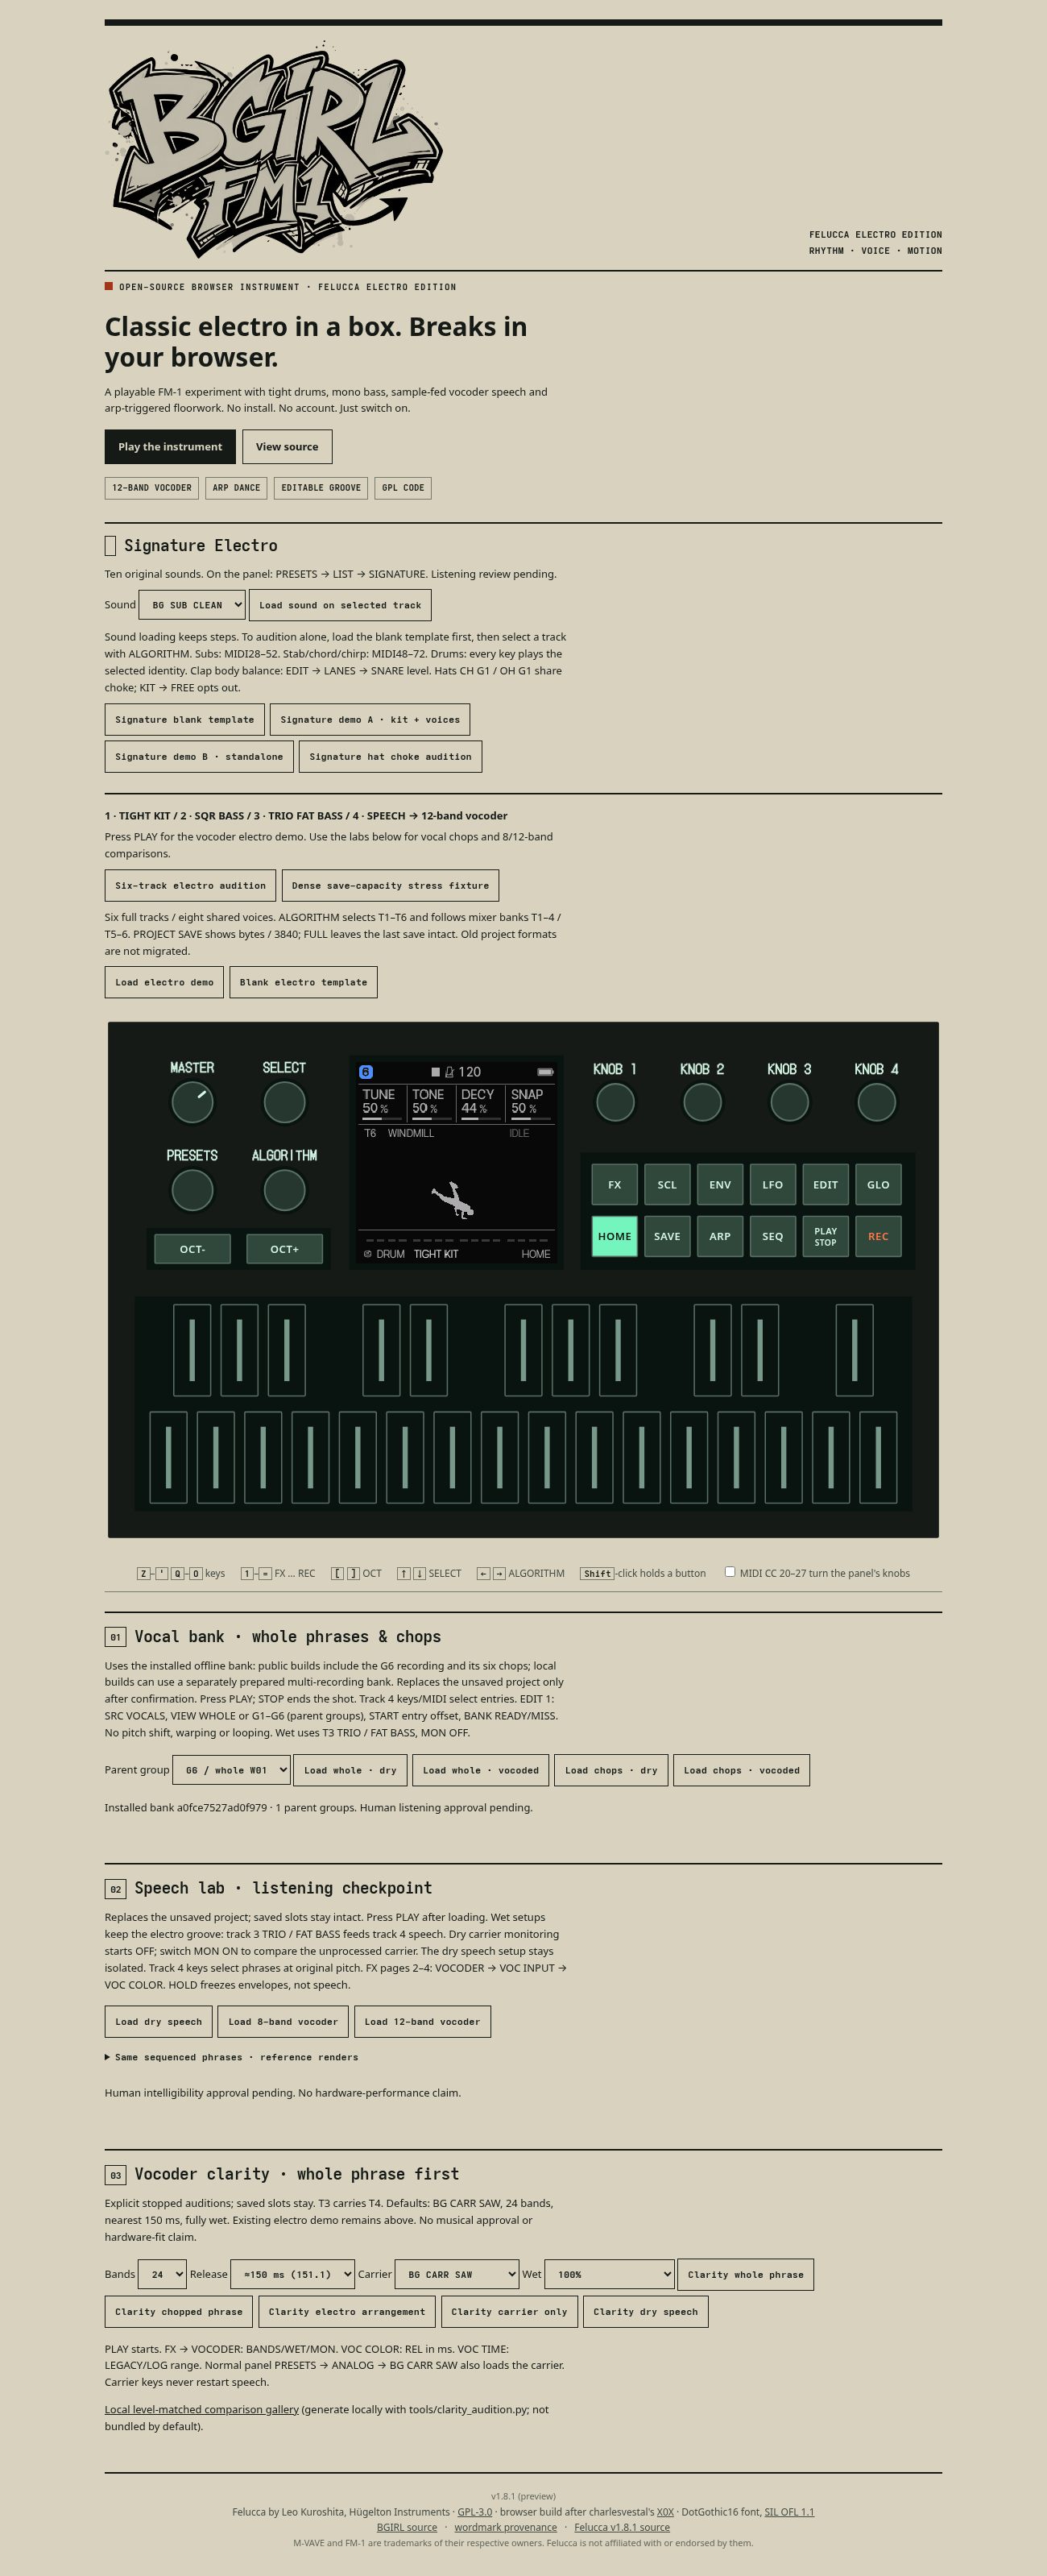 BGIRL
FM1
FELUCCA ELECTRO EDITION
RHYTHM · VOICE · MOTION
OPEN-SOURCE BROWSER INSTRUMENT · FELUCCA ELECTRO EDITION
Classic electro in a box. Breaks in
your browser.
A playable FM-1 experiment with tight drums, mono bass, sample-fed vocoder speech and
arp-triggered floorwork. No install. No account. Just switch on.
Play the instrument View source
12-BAND VOCODER ARP DANCE EDITABLE GROOVE GPL CODE
Signature Electro
Ten original sounds. On the panel: PRESETS → LIST → SIGNATURE. Listening review pending.
Sound BG SUB CLEAN Load sound on selected track
Sound loading keeps steps. To audition alone, load the blank template first, then select a track
with ALGORITHM. Subs: MIDI28–52. Stab/chord/chirp: MIDI48–72. Drums: every key plays the
selected identity. Clap body balance: EDIT → LANES → SNARE level. Hats CH G1 / OH G1 share
choke; KIT → FREE opts out.
Signature blank template Signature demo A · kit + voices
Signature demo B · standalone Signature hat choke audition
1 · TIGHT KIT / 2 · SQR BASS / 3 · TRIO FAT BASS / 4 · SPEECH → 12-band vocoder
Press PLAY for the vocoder electro demo. Use the labs below for vocal chops and 8/12-band
comparisons.
Six-track electro audition Dense save-capacity stress fixture
Six full tracks / eight shared voices. ALGORITHM selects T1–T6 and follows mixer banks T1–4 /
T5–6. PROJECT SAVE shows bytes / 3840; FULL leaves the last save intact. Old project formats
are not migrated.
Load electro demo Blank electro template
MASTER SELECT KNOB 1 KNOB 2 KNOB 3 KNOB 4
6 120
TUNE TONE DECY SNAP
50% 50% 44% 50%
T6 WINDMILL IDLE
PRESETS ALGORITHM
FX SCL ENV LFO EDIT GLO
HOME SAVE ARP SEQ PLAY STOP REC
OCT- OCT+
DRUM TIGHT KIT HOME
Z–' Q–O keys 1–= FX … REC [ ] OCT ↑ ↓ SELECT ← → ALGORITHM Shift-click holds a button MIDI CC 20–27 turn the panel's knobs
01 Vocal bank · whole phrases & chops
Uses the installed offline bank: public builds include the G6 recording and its six chops; local
builds can use a separately prepared multi-recording bank. Replaces the unsaved project only
after confirmation. Press PLAY; STOP ends the shot. Track 4 keys/MIDI select entries. EDIT 1:
SRC VOCALS, VIEW WHOLE or G1–G6 (parent groups), START entry offset, BANK READY/MISS.
No pitch shift, warping or looping. Wet uses T3 TRIO / FAT BASS, MON OFF.
Parent group G6 / whole W01 Load whole · dry Load whole · vocoded Load chops · dry Load chops · vocoded
Installed bank a0fce7527ad0f979 · 1 parent groups. Human listening approval pending.
02 Speech lab · listening checkpoint
Replaces the unsaved project; saved slots stay intact. Press PLAY after loading. Wet setups
keep the electro groove: track 3 TRIO / FAT BASS feeds track 4 speech. Dry carrier monitoring
starts OFF; switch MON ON to compare the unprocessed carrier. The dry speech setup stays
isolated. Track 4 keys select phrases at original pitch. FX pages 2–4: VOCODER → VOC INPUT →
VOC COLOR. HOLD freezes envelopes, not speech.
Load dry speech Load 8-band vocoder Load 12-band vocoder
▶ Same sequenced phrases · reference renders
Human intelligibility approval pending. No hardware-performance claim.
03 Vocoder clarity · whole phrase first
Explicit stopped auditions; saved slots stay. T3 carries T4. Defaults: BG CARR SAW, 24 bands,
nearest 150 ms, fully wet. Existing electro demo remains above. No musical approval or
hardware-fit claim.
Bands 24 Release ≈150 ms (151.1) Carrier BG CARR SAW Wet 100% Clarity whole phrase
Clarity chopped phrase Clarity electro arrangement Clarity carrier only Clarity dry speech
PLAY starts. FX → VOCODER: BANDS/WET/MON. VOC COLOR: REL in ms. VOC TIME:
LEGACY/LOG range. Normal panel PRESETS → ANALOG → BG CARR SAW also loads the carrier.
Carrier keys never restart speech.
Local level-matched comparison gallery (generate locally with tools/clarity_audition.py; not
bundled by default).
v1.8.1 (preview)
Felucca by Leo Kuroshita, Hügelton Instruments · GPL-3.0 · browser build after charlesvestal's X0X · DotGothic16 font, SIL OFL 1.1
BGIRL source · wordmark provenance · Felucca v1.8.1 source
M-VAVE and FM-1 are trademarks of their respective owners. Felucca is not affiliated with or endorsed by them.